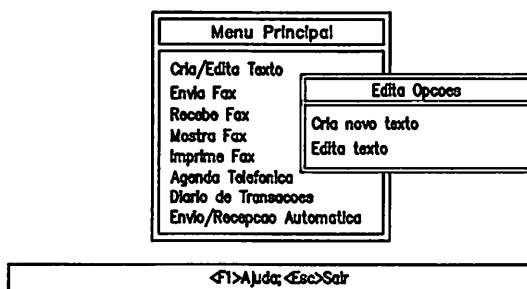 Menu Principal
Cria/Edita Texto
Envia Fax
Recebe Fax
Mostra Fax
Imprime Fax
Agenda Telefonica
Diario de Transacoes
Envio/Recepcao Automatica
Edita Opcoes
Cria novo texto
Edita texto
<F1>Ajuda; <Esc>Sair